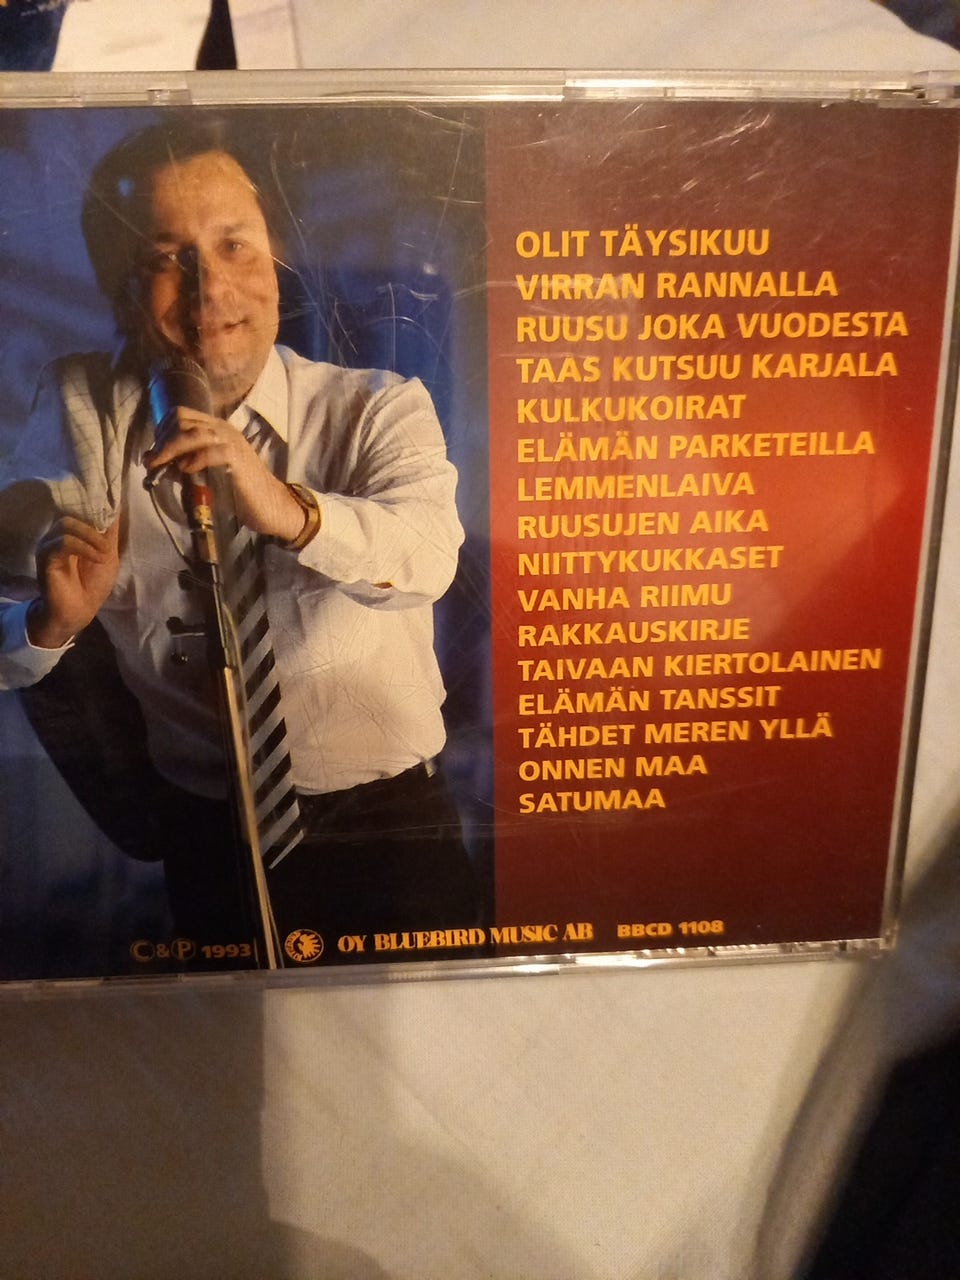 OLIT TÄYSIKUU
VIRRAN RANNALLA
RUUSU JOKA VUODESTA
TAAS KUTSUU KARJALA
KULKUKOIRAT
ELÄMÄN PARKETEILLA
LEMMENLAIVA
RUUSUJEN AIKA
NIITTYKUKKASET
VANHA RIIMU
RAKKAUSKIRJE
TAIVAAN KIERTOLAINEN
ELÄMÄN TANSSIT
TÄHDET MEREN YLLÄ
ONNEN MAA
SATUMAA
©&℗ 1993 OY BLUEBIRD MUSIC AB BBCD 1108